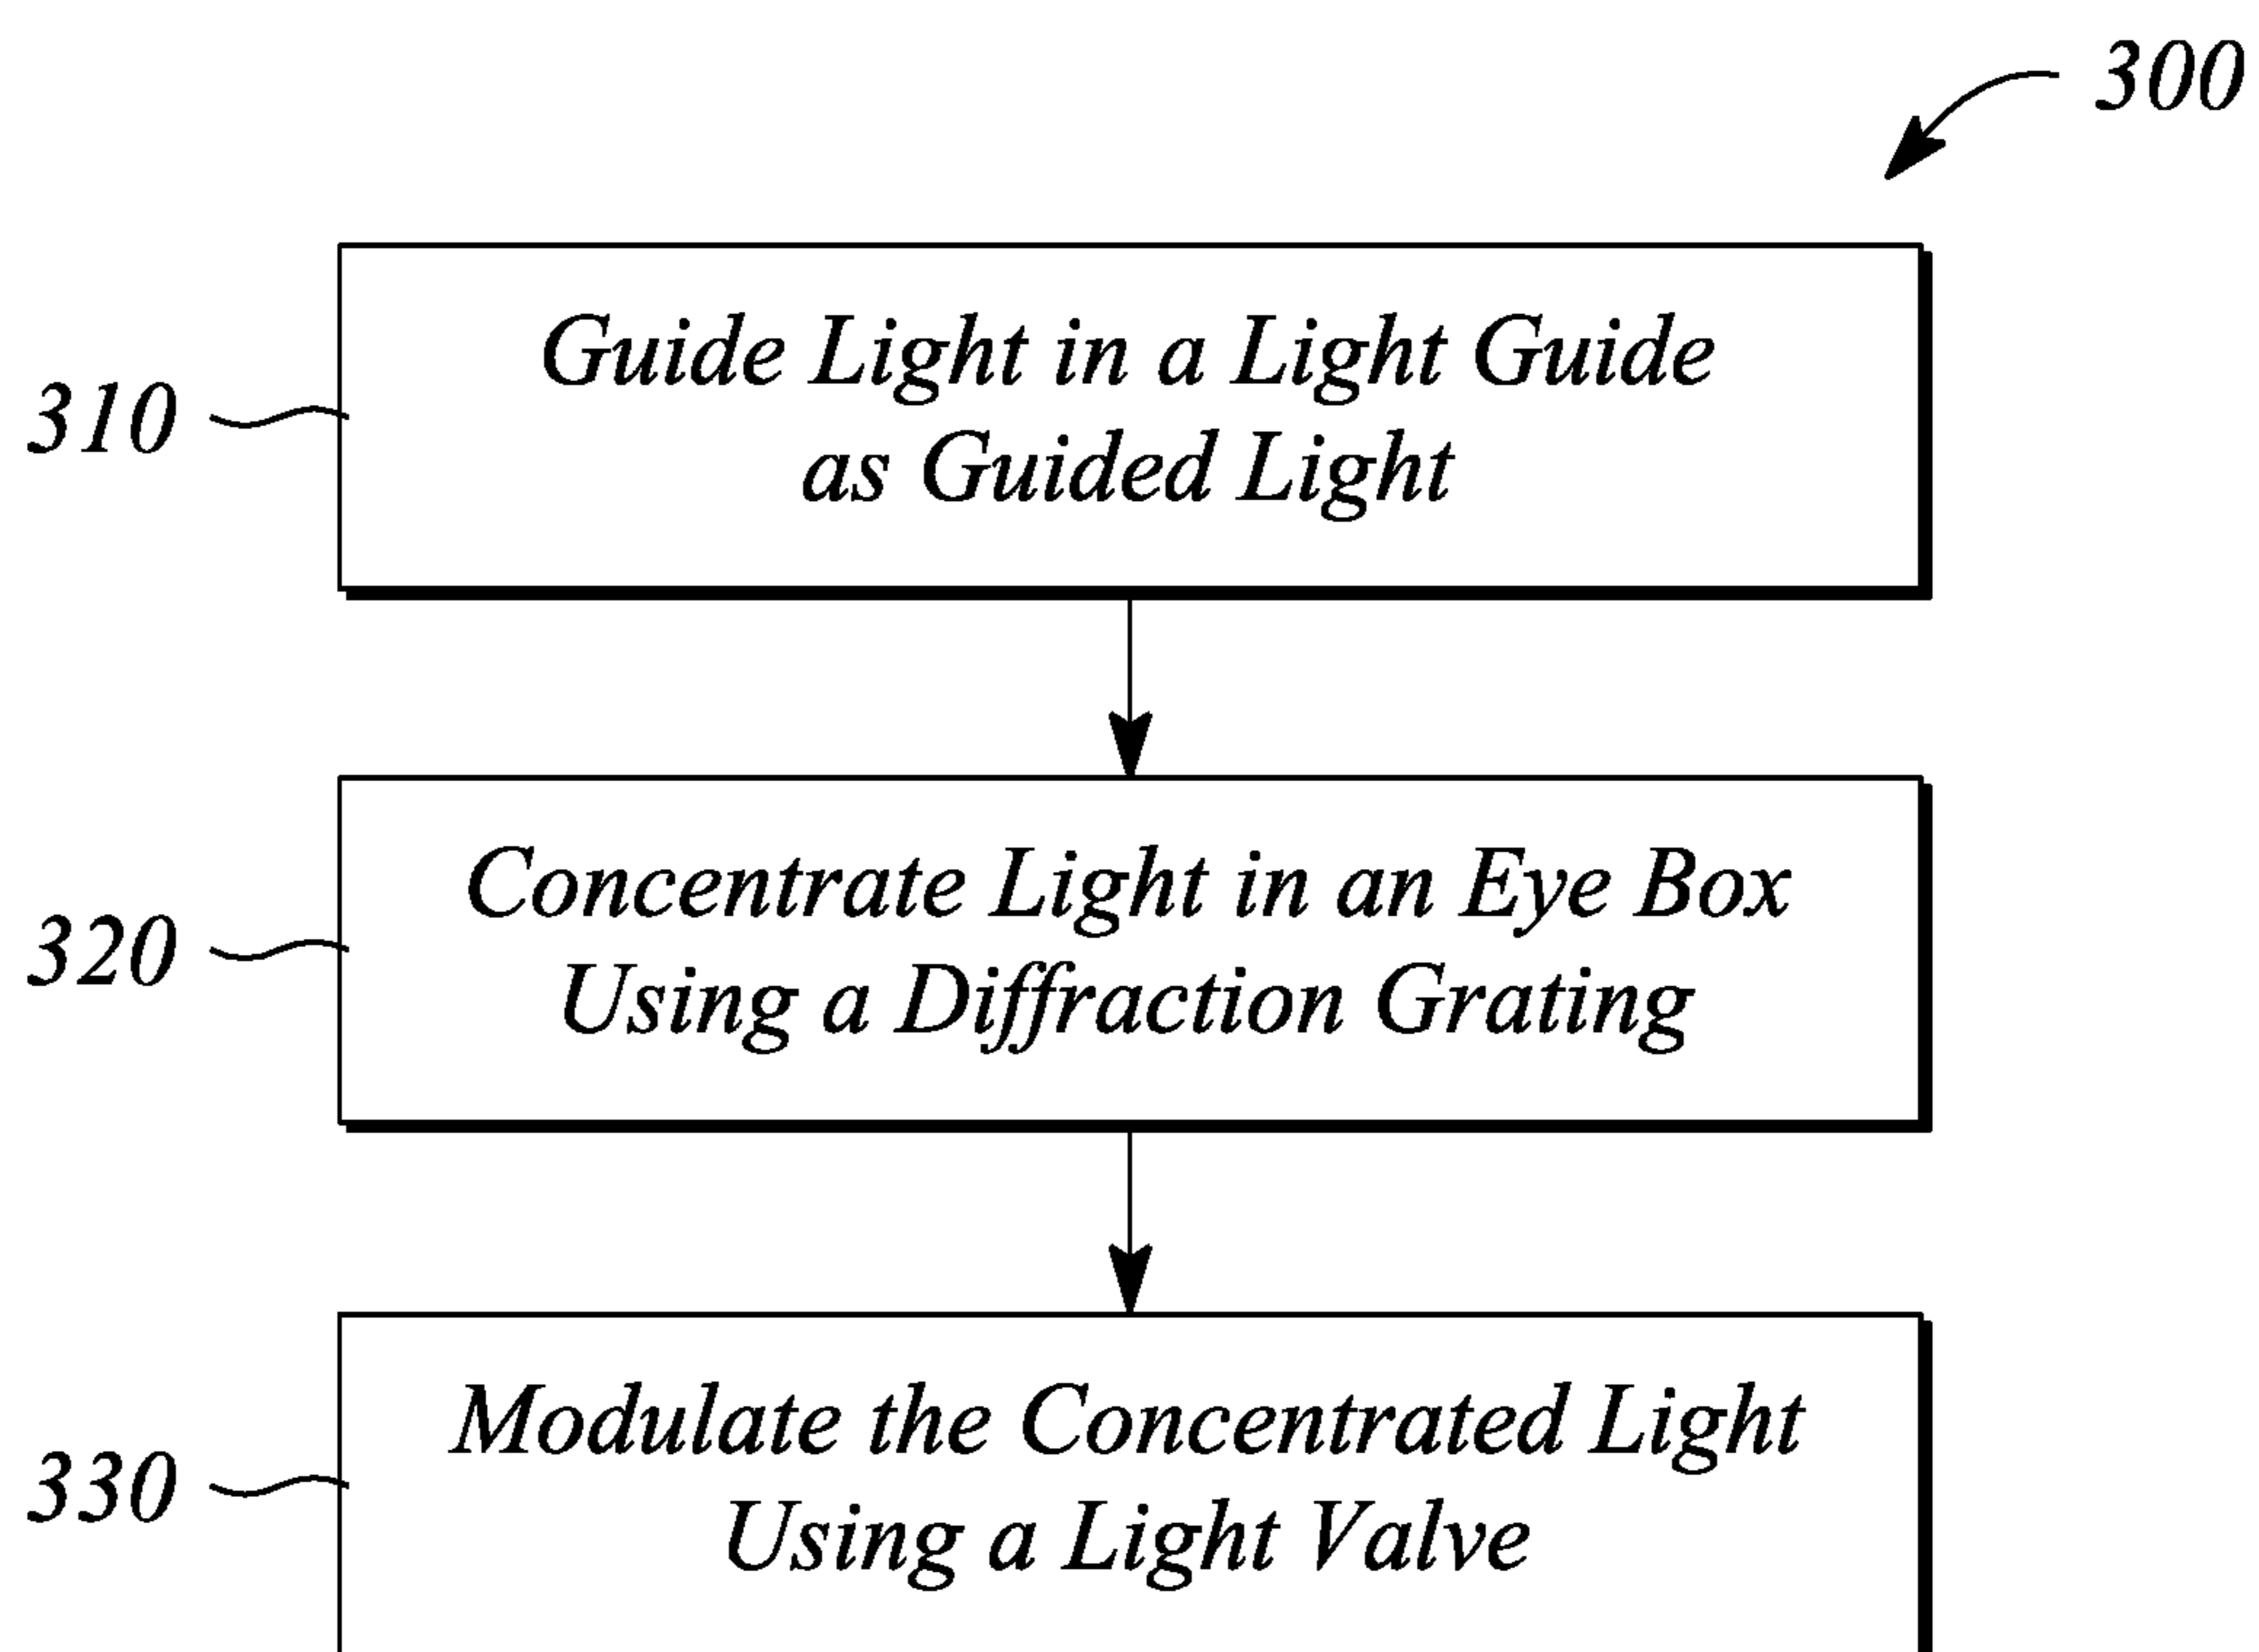 300
310
Guide Light in a Light Guide
as Guided Light
320
Concentrate Light in an Eye Box
Using a Diffraction Grating
330
Modulate the Concentrated Light
Using a Light Valve